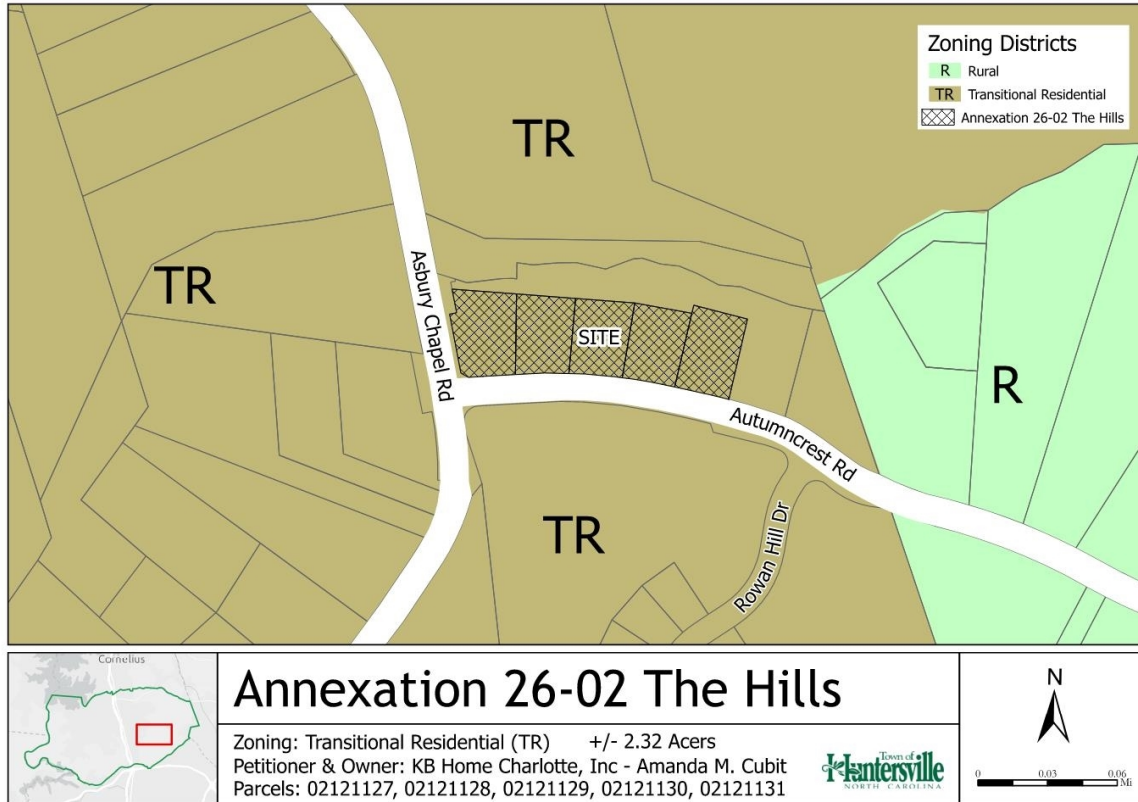 TR
Zoning Districts
R Rural
TR Transitional Residential
Annexation 26-02 The Hills
TR
Asbury Chapel Rd
SITE
R
Autumncrest Rd
TR
Rowan Hill Dr
Cornelius
Annexation 26-02 The Hills
Zoning: Transitional Residential (TR) +/- 2.32 Acers
Petitioner & Owner: KB Home Charlotte, Inc - Amanda M. Cubit
Parcels: 02121127, 02121128, 02121129, 02121130, 02121131
Town of
Huntersville
NORTH CAROLINA
N
0 0.03 0.06
Mi